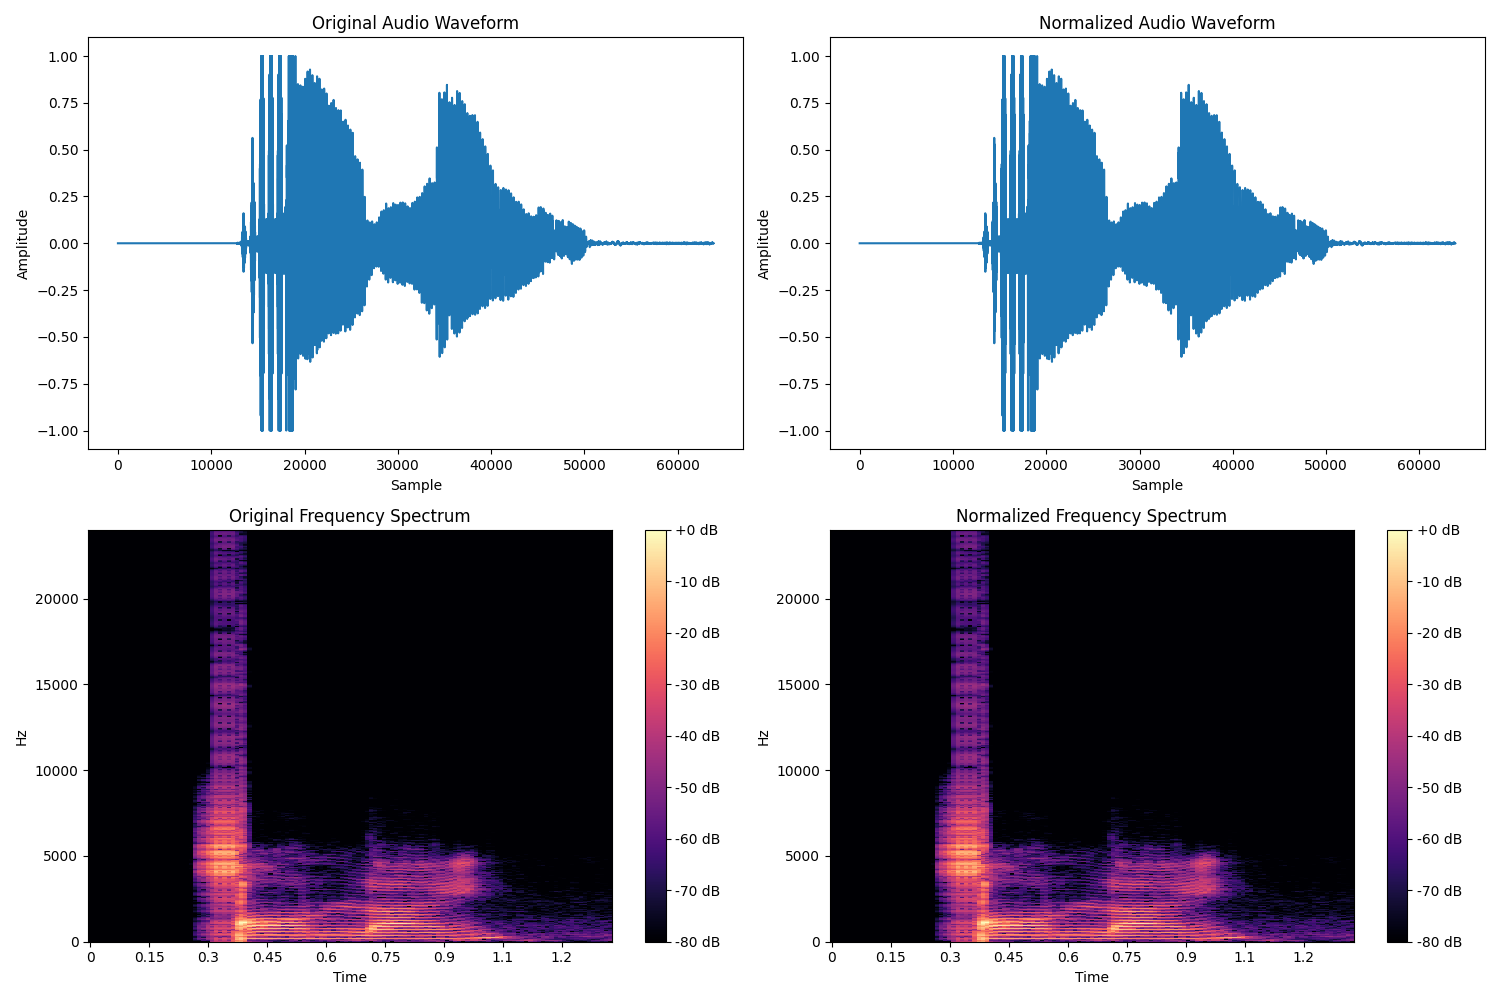 Original Audio Waveform
1.00
0.75
0.50
0.25
0.00
−0.25
−0.50
−0.75
−1.00
Amplitude
0 10000 20000 30000 40000 50000 60000
Sample
Normalized Audio Waveform
1.00
0.75
0.50
0.25
0.00
−0.25
−0.50
−0.75
−1.00
Amplitude
0 10000 20000 30000 40000 50000 60000
Sample
Original Frequency Spectrum
20000
15000
10000
5000
0
Hz
0 0.15 0.3 0.45 0.6 0.75 0.9 1.1 1.2
Time
+0 dB
-10 dB
-20 dB
-30 dB
-40 dB
-50 dB
-60 dB
-70 dB
-80 dB
Normalized Frequency Spectrum
20000
15000
10000
5000
0
Hz
0 0.15 0.3 0.45 0.6 0.75 0.9 1.1 1.2
Time
+0 dB
-10 dB
-20 dB
-30 dB
-40 dB
-50 dB
-60 dB
-70 dB
-80 dB